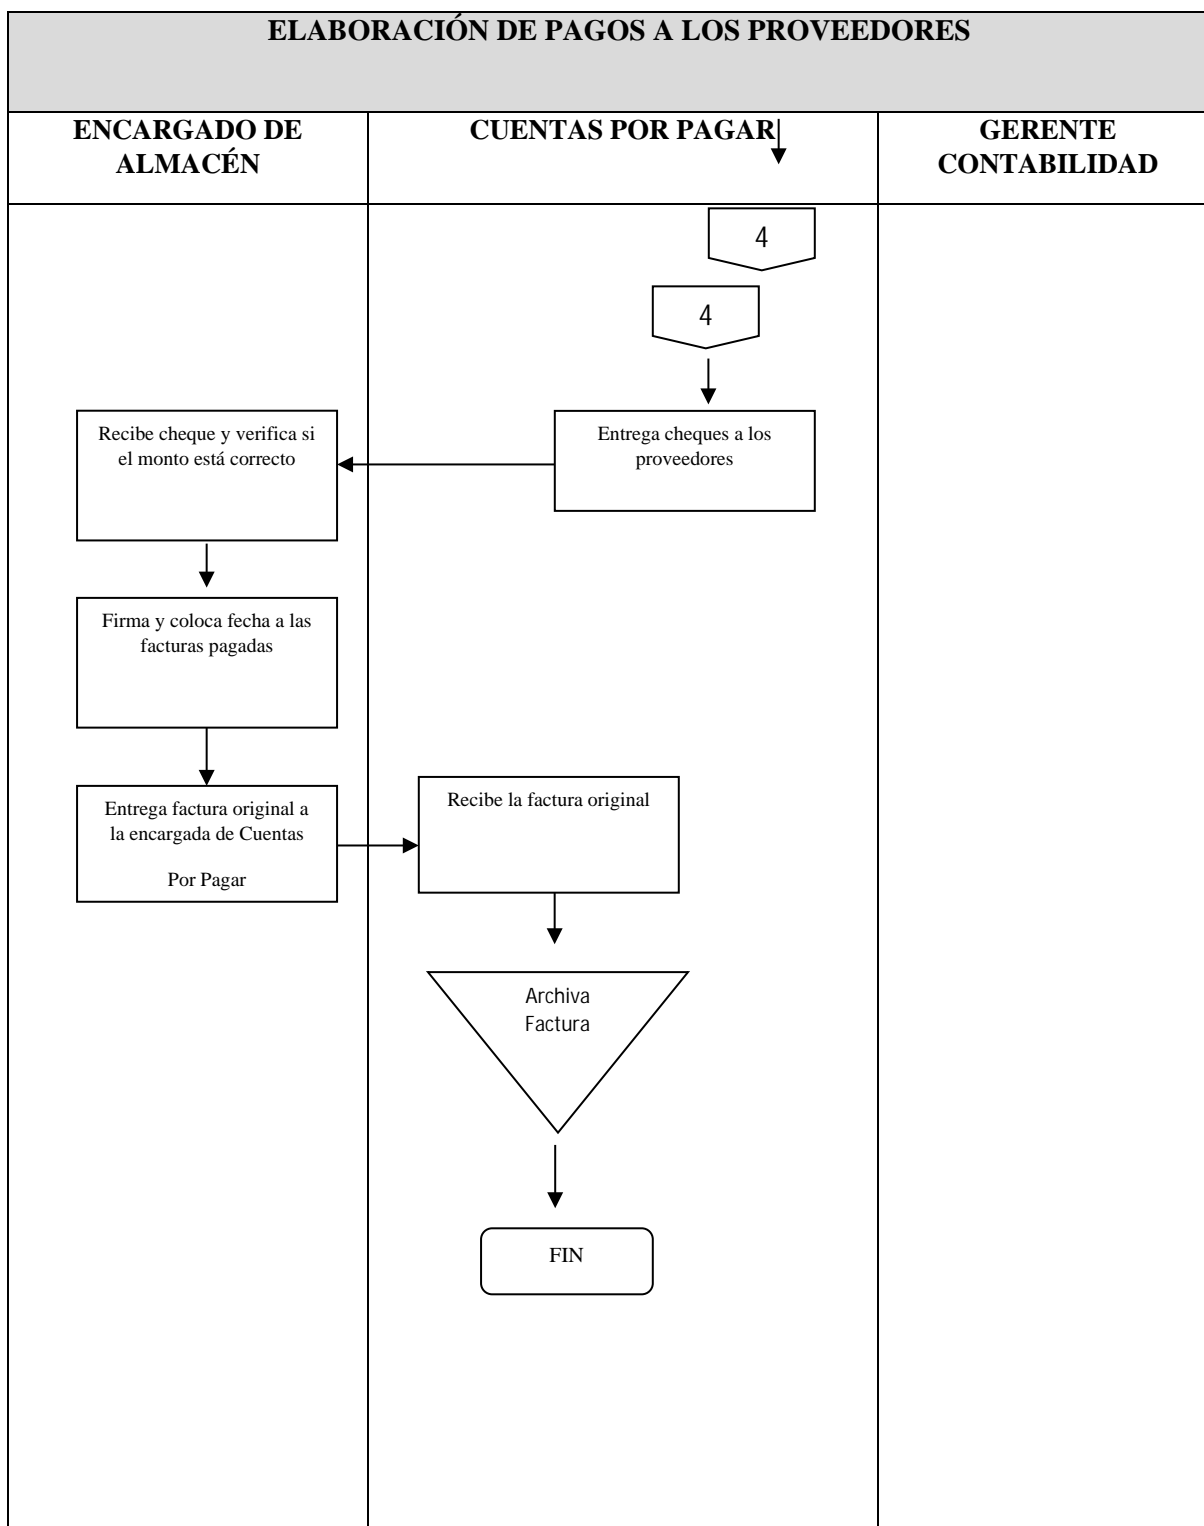 ELABORACIÓN DE PAGOS A LOS PROVEEDORES
ENCARGADO DE
ALMACÉN
CUENTAS POR PAGAR
GERENTE
CONTABILIDAD
4
4
Entrega cheques a los
proveedores
Recibe cheque y verifica si
el monto está correcto
Firma y coloca fecha a las
facturas pagadas
Entrega factura original a
la encargada de Cuentas
Por Pagar
Recibe la factura original
Archiva
Factura
FIN